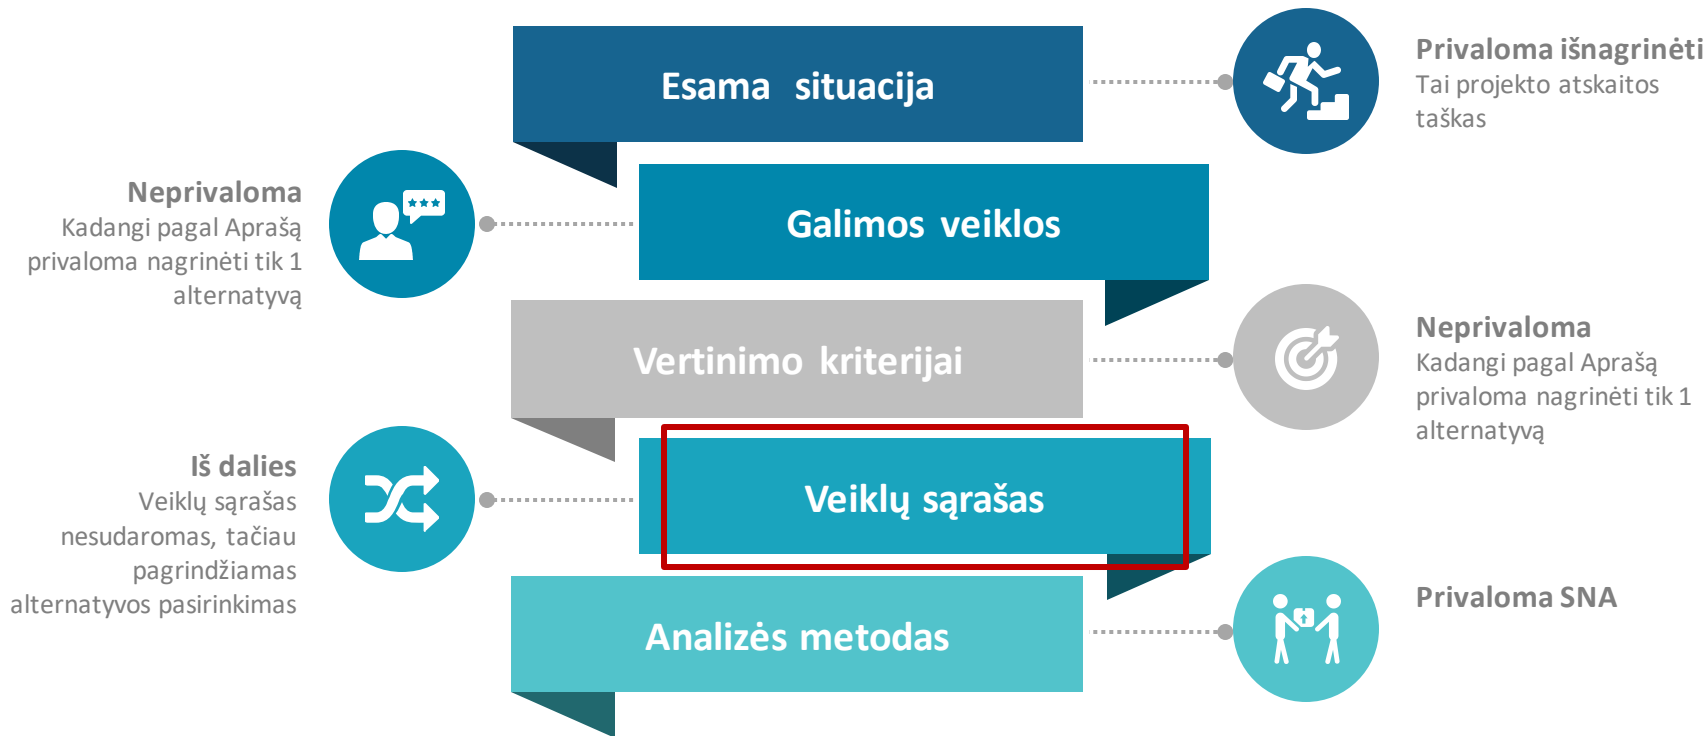 Esama situacija
Privaloma išnagrinėti
Tai projekto atskaitos
taškas
Neprivaloma
Kadangi pagal Aprašą
privaloma nagrinėti tik 1
alternatyvą
Galimos veiklos
Vertinimo kriterijai
Neprivaloma
Kadangi pagal Aprašą
privaloma nagrinėti tik 1
alternatyvą
Iš dalies
Veiklų sąrašas
nesudaromas, tačiau
pagrindžiamas
alternatyvos pasirinkimas
Veiklų sąrašas
Analizės metodas
Privaloma SNA